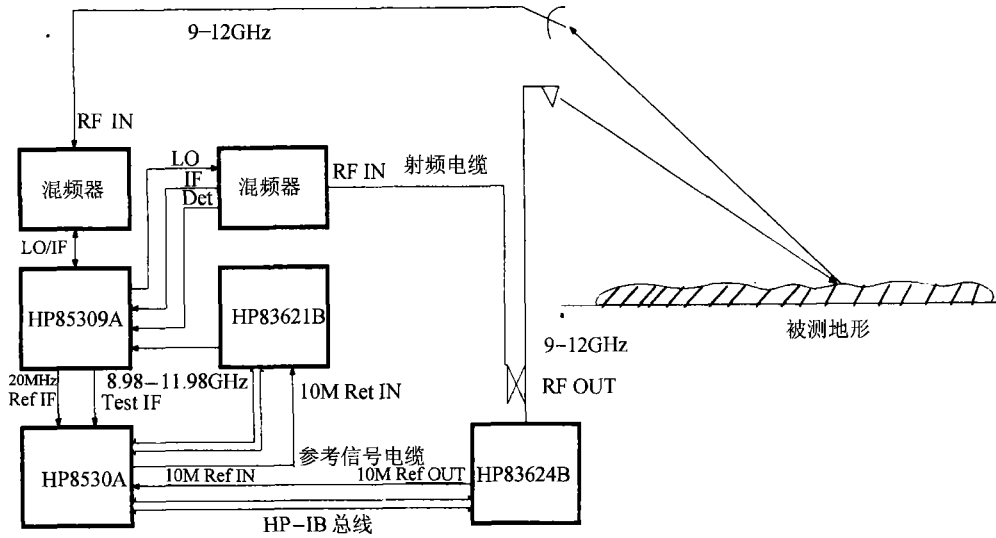 9-12GHz
RF IN
混频器
LO
IF
Det
混频器
RF IN
射频电缆
LO/IF
HP85309A
HP83621B
被测地形
9-12GHz
RF OUT
20MHz
Ref IF
8.98-11.98GHz
Test IF
10M Ret IN
参考信号电缆
HP8530A
10M Ref IN
10M Ref OUT
HP83624B
HP-IB 总线